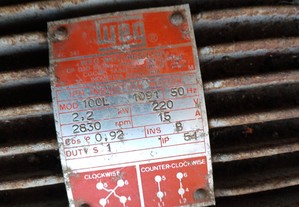 WEG
MOD. 100L 1091 50 Hz
2,2 KW 220 V
2830 rpm 15 A
Cos φ 0,92 INS B
DUTY S. 1 IP 54
CLOCKWISE COUNTER-CLOCKWISE